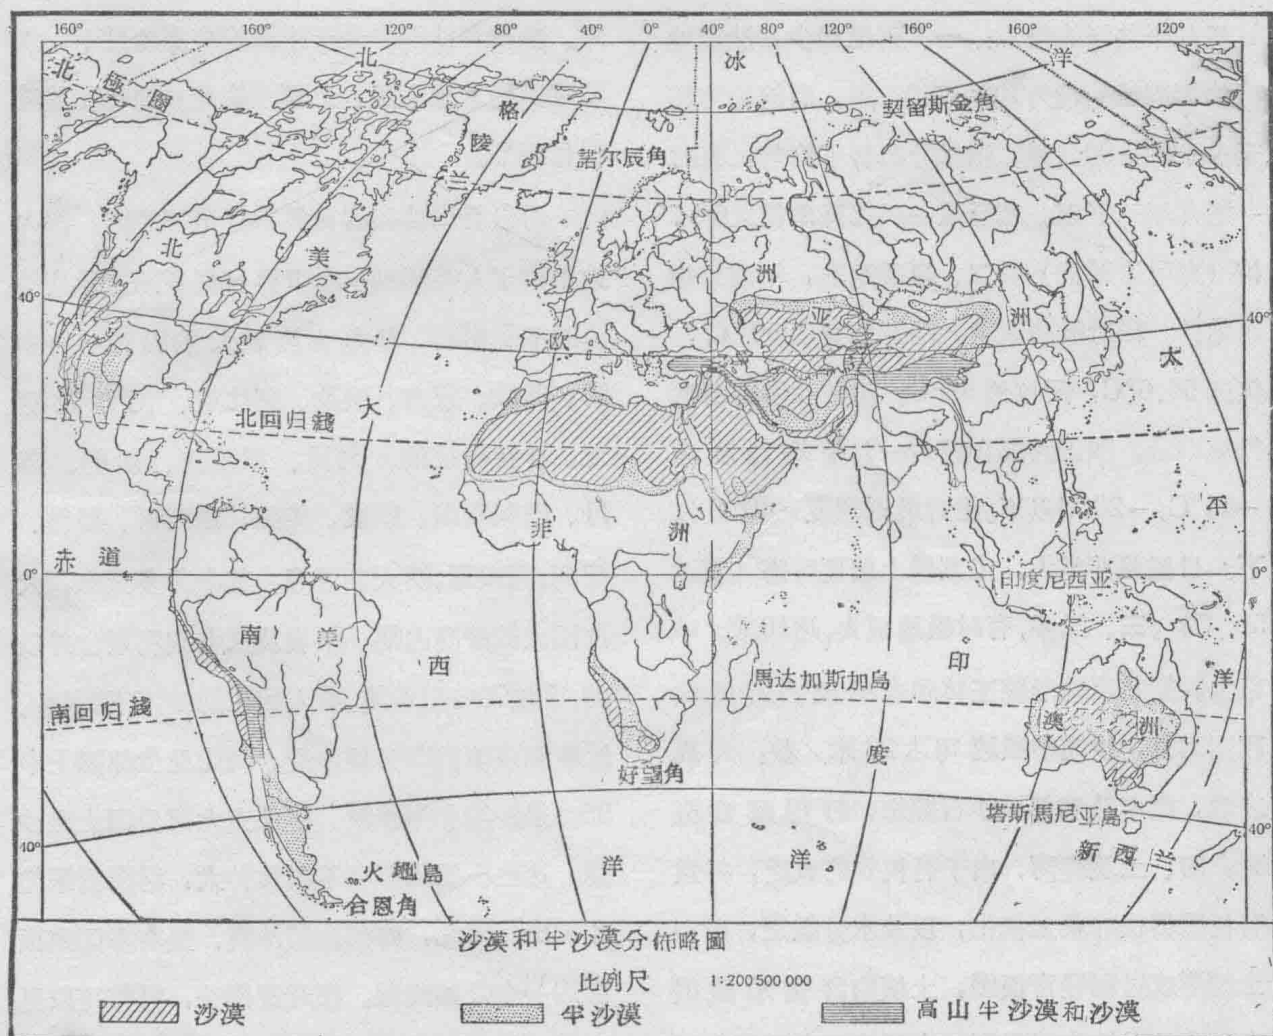 160° 160° 120° 80° 40° 0° 40° 80° 120° 160° 160° 120°
北 冰 洋
北極圈
格陵兰
契留斯金角
諾尔辰角
北 美 洲
欧 亚 洲
40° 40°
太
大
北回归綫
平
非 洲
赤 道
0° 0°
印度尼西亚
南 美
西
馬达加斯加島
印
洋
南回归綫
澳 洲
好望角
度
塔斯馬尼亚島
40° 40°
新西兰
火地島
合恩角
洋 洋
沙漠和半沙漠分佈略圖
比例尺 1:200 500 000
沙漠 半沙漠 高山半沙漠和沙漠